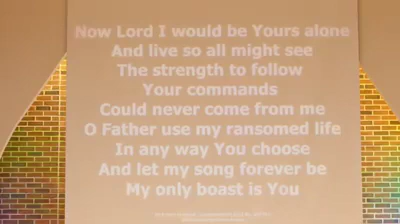 Now Lord I would be Yours alone
And live so all might see
The strength to follow
Your commands
Could never come from me
O Father use my ransomed life
In any way You choose
And let my song forever be
My only boast is You